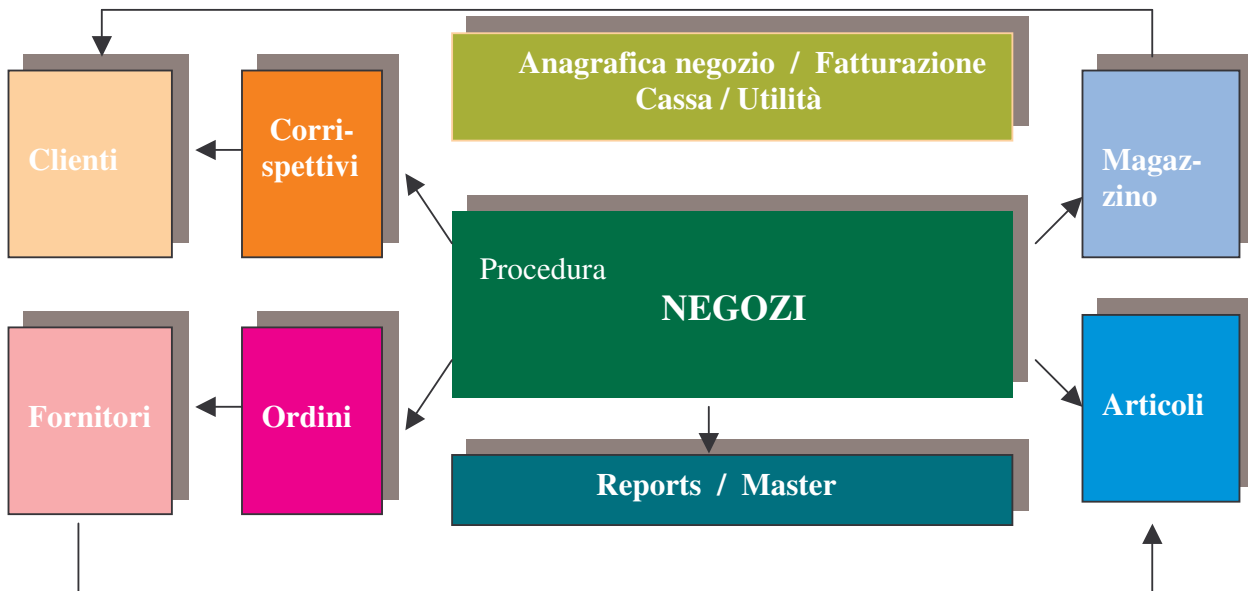 Anagrafica negozio / Fatturazione
Cassa / Utilità
Clienti
Corri-
spettivi
Magaz-
zino
Procedura
NEGOZI
Fornitori
Ordini
Articoli
Reports / Master